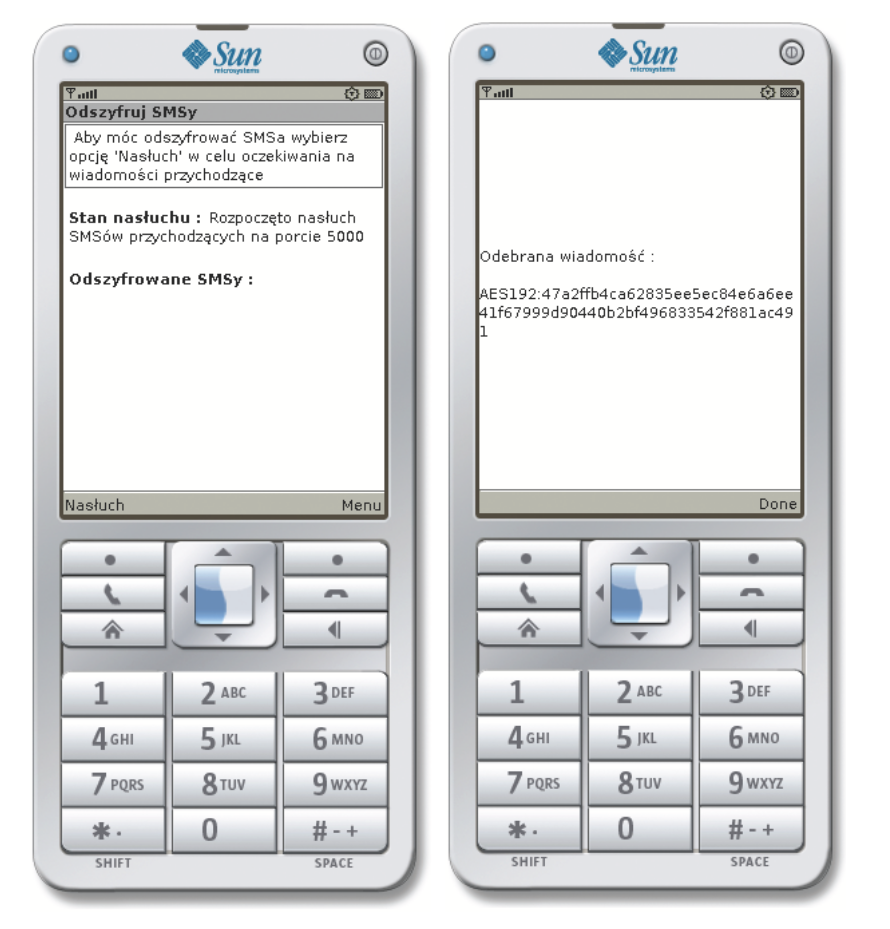 Sun
microsystems
Odszyfruj SMSy
Aby móc odszyfrować SMSa wybierz
opcję 'Nasłuch' w celu oczekiwania na
wiadomości przychodzące
Stan nasłuchu : Rozpoczęto nasłuch
SMSów przychodzących na porcie 5000
Odszyfrowane SMSy :
Nasłuch Menu
1 2 ABC 3 DEF
4 GHI 5 JKL 6 MNO
7 PQRS 8 TUV 9 WXYZ
* . 0 # - +
SHIFT SPACE
Sun
microsystems
Odebrana wiadomość :
AES192:47a2ffb4ca62835ee5ec84e6a6ee
41f67999d90440b2bf496833542f881ac49
1
Done
1 2 ABC 3 DEF
4 GHI 5 JKL 6 MNO
7 PQRS 8 TUV 9 WXYZ
* . 0 # - +
SHIFT SPACE